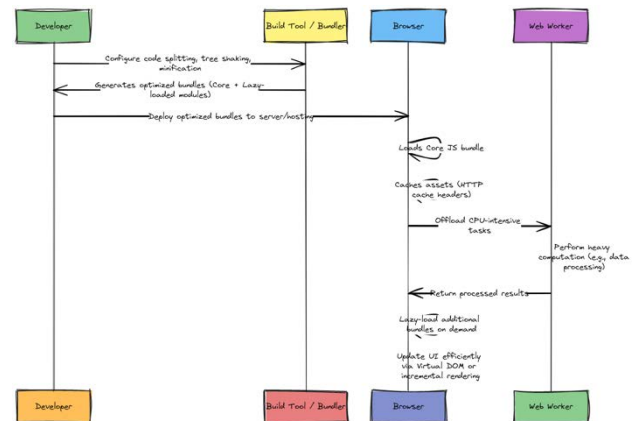 Developer
Build Tool / Bundler
Browser
Web Worker
Configure code splitting, tree shaking,
minification
Generates optimized bundles (Core + Lazy-
loaded modules)
Deploy optimized bundles to server/hosting
Loads Core JS bundle
Caches assets (HTTP
cache headers)
Offload CPU-intensive
tasks
Perform heavy
computation (e.g., data
processing)
Return processed results
Lazy-load additional
bundles on demand
Update UI efficiently
via Virtual DOM or
incremental rendering
Developer
Build Tool / Bundler
Browser
Web Worker